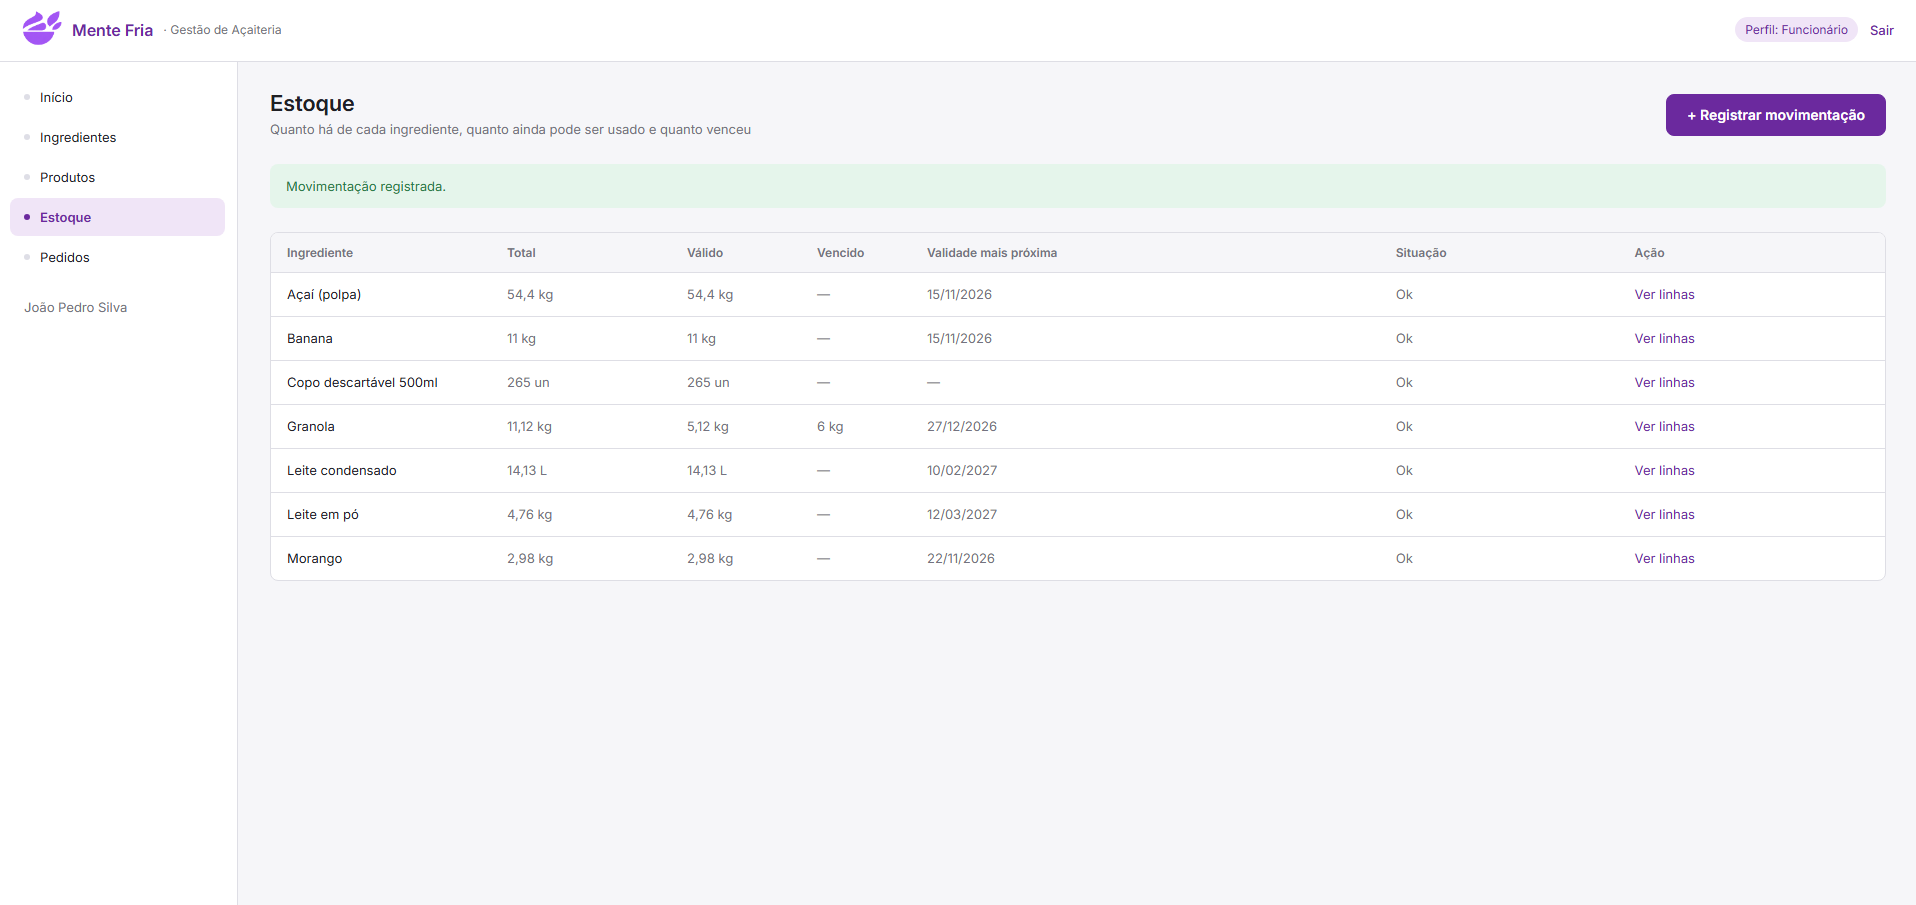 Mente Fria · Gestão de Açaiteria
Perfil: Funcionário Sair
Início
Ingredientes
Produtos
Estoque
Pedidos
João Pedro Silva
Estoque
Quanto há de cada ingrediente, quanto ainda pode ser usado e quanto venceu
+ Registrar movimentação
Movimentação registrada.
Ingrediente Total Válido Vencido Validade mais próxima Situação Ação
Açaí (polpa) 54,4 kg 54,4 kg — 15/11/2026 Ok Ver linhas
Banana 11 kg 11 kg — 15/11/2026 Ok Ver linhas
Copo descartável 500ml 265 un 265 un — — Ok Ver linhas
Granola 11,12 kg 5,12 kg 6 kg 27/12/2026 Ok Ver linhas
Leite condensado 14,13 L 14,13 L — 10/02/2027 Ok Ver linhas
Leite em pó 4,76 kg 4,76 kg — 12/03/2027 Ok Ver linhas
Morango 2,98 kg 2,98 kg — 22/11/2026 Ok Ver linhas